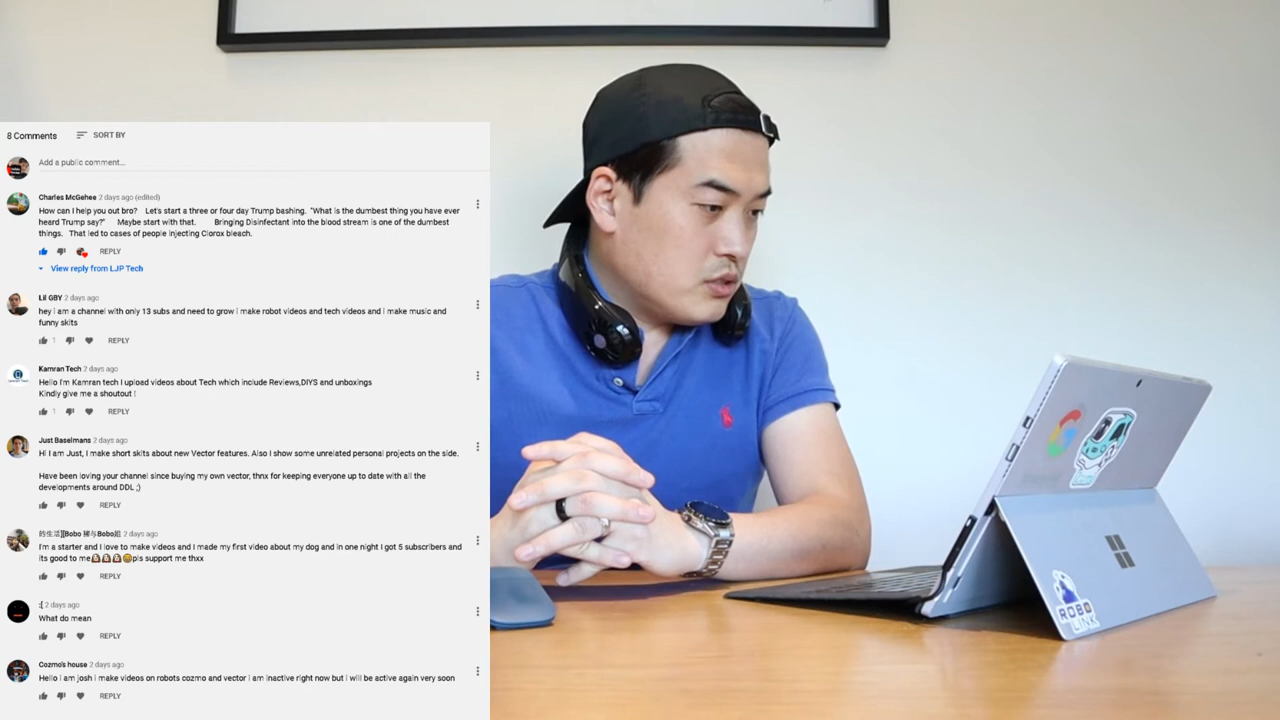 8 Comments
SORT BY
Add a public comment...
Charles McGehee 2 days ago (edited)
How can I help you out bro? Let's start a three or four day Trump bashing. "What is the dumbest thing you have ever
heard Trump say?" Maybe start with that. Bringing Disinfectant into the blood stream is one of the dumbest
things. That led to cases of people injecting Clorox bleach.
REPLY
View reply from LJP Tech
Lil GBY 2 days ago
hey i am a channel with only 13 subs and need to grow i make robot videos and tech videos and i make music and
funny skits
1 REPLY
Kamran Tech 2 days ago
Hello I'm Kamran tech I upload videos about Tech which include Reviews,DIYS and unboxings
Kindly give me a shoutout !
1 REPLY
Just Baselmans 2 days ago
Hi I am Just, I make short skits about new Vector features. Also I show some unrelated personal projects on the side.
Have been loving your channel since buying my own vector, thnx for keeping everyone up to date with all the
developments around DDL ;)
REPLY
的生活][Bobo 狮与Bobo姐 2 days ago
I'm a starter and I love to make videos and I made my first video about my dog and in one night I got 5 subscribers and
its good to me🐶🐶🐶😄pls support me thxx
REPLY
:[ 2 days ago
What do mean
REPLY
Cozmo's house 2 days ago
Hello i am josh i make videos on robots cozmo and vector i am inactive right now but i will be active again very soon
REPLY
G
ROBO
LINK